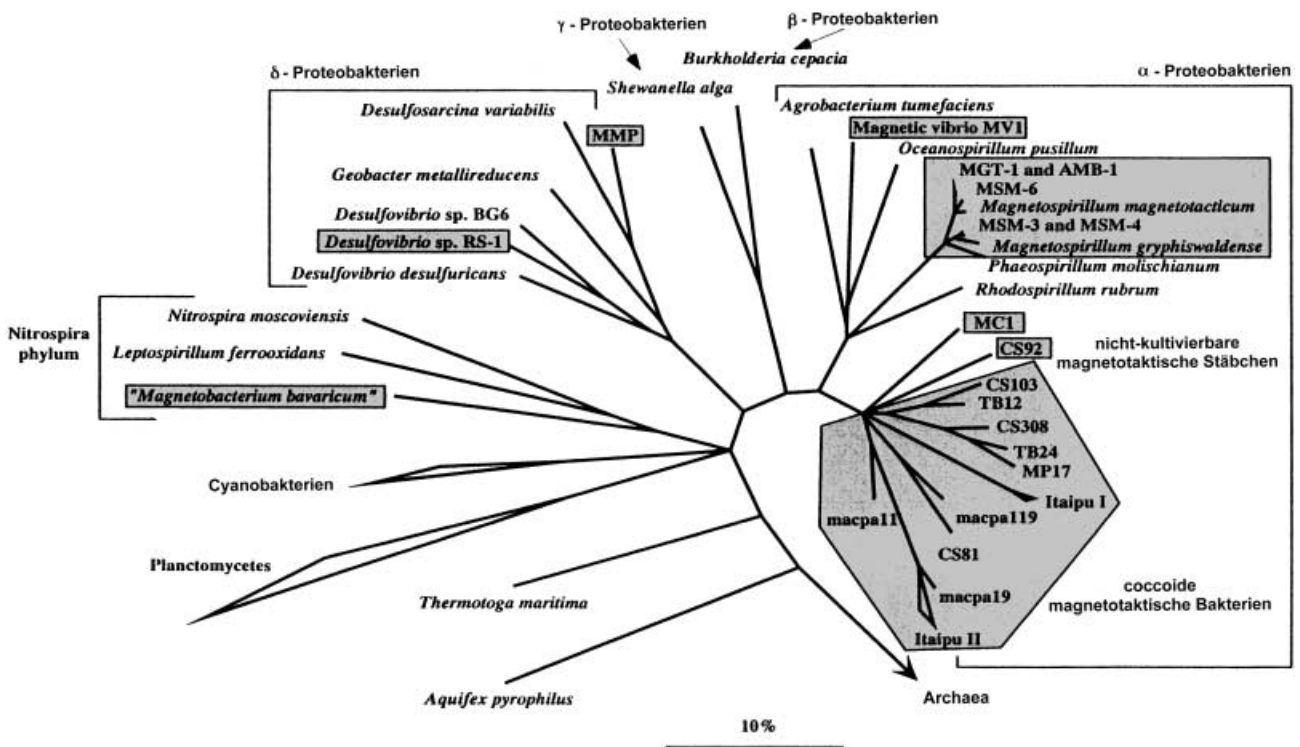 γ - Proteobakterien
β - Proteobakterien
Burkholderia cepacia
δ - Proteobakterien
α - Proteobakterien
Shewanella alga
Desulfosarcina variabilis
Agrobacterium tumefaciens
MMP
Magnetic vibrio MV1
Oceanospirillum pusillum
Geobacter metallireducens
MGT-1 and AMB-1
MSM-6
Magnetospirillum magnetotacticum
Desulfovibrio sp. BG6
MSM-3 and MSM-4
Desulfovibrio sp. RS-1
Magnetospirillum gryphiswaldense
Phaeospirillum molischianum
Desulfovibrio desulfuricans
Rhodospirillum rubrum
Nitrospira
phylum
Nitrospira moscoviensis
Leptospirillum ferrooxidans
"Magnetobacterium bavaricum"
MC1
nicht-kultivierbare
magnetotaktische Stäbchen
CS92
CS103
TB12
CS308
TB24
MP17
Itaipu I
macpa11
macpa119
CS81
macpa19
Itaipu II
coccoide
magnetotaktische Bakterien
Cyanobakterien
Planctomycetes
Thermotoga maritima
Aquifex pyrophilus
Archaea
10%